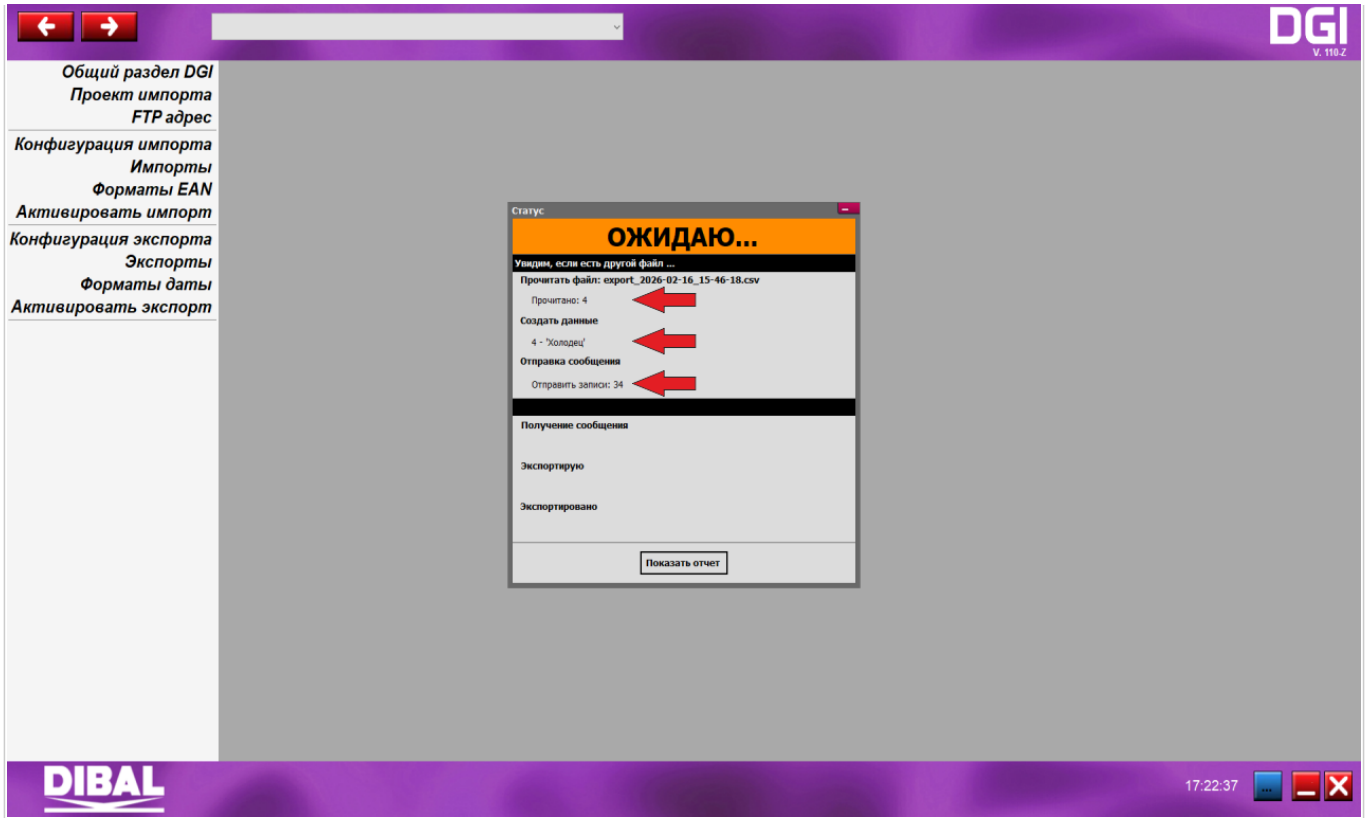 DGI
V. 110-Z
Общий раздел DGI
Проект импорта
FTP адрес
Конфигурация импорта
Импорты
Форматы EAN
Активировать импорт
Конфигурация экспорта
Экспорты
Форматы даты
Активировать экспорт
Статус
ОЖИДАЮ...
Увидим, если есть другой файл ...
Прочитать файл: export_2026-02-16_15-46-18.csv
Прочитано: 4
Создать данные
4 - 'Холодец'
Отправка сообщения
Отправить записи: 34
Получение сообщения
Экспортирую
Экспортировано
Показать отчет
DIBAL
17:22:37
...